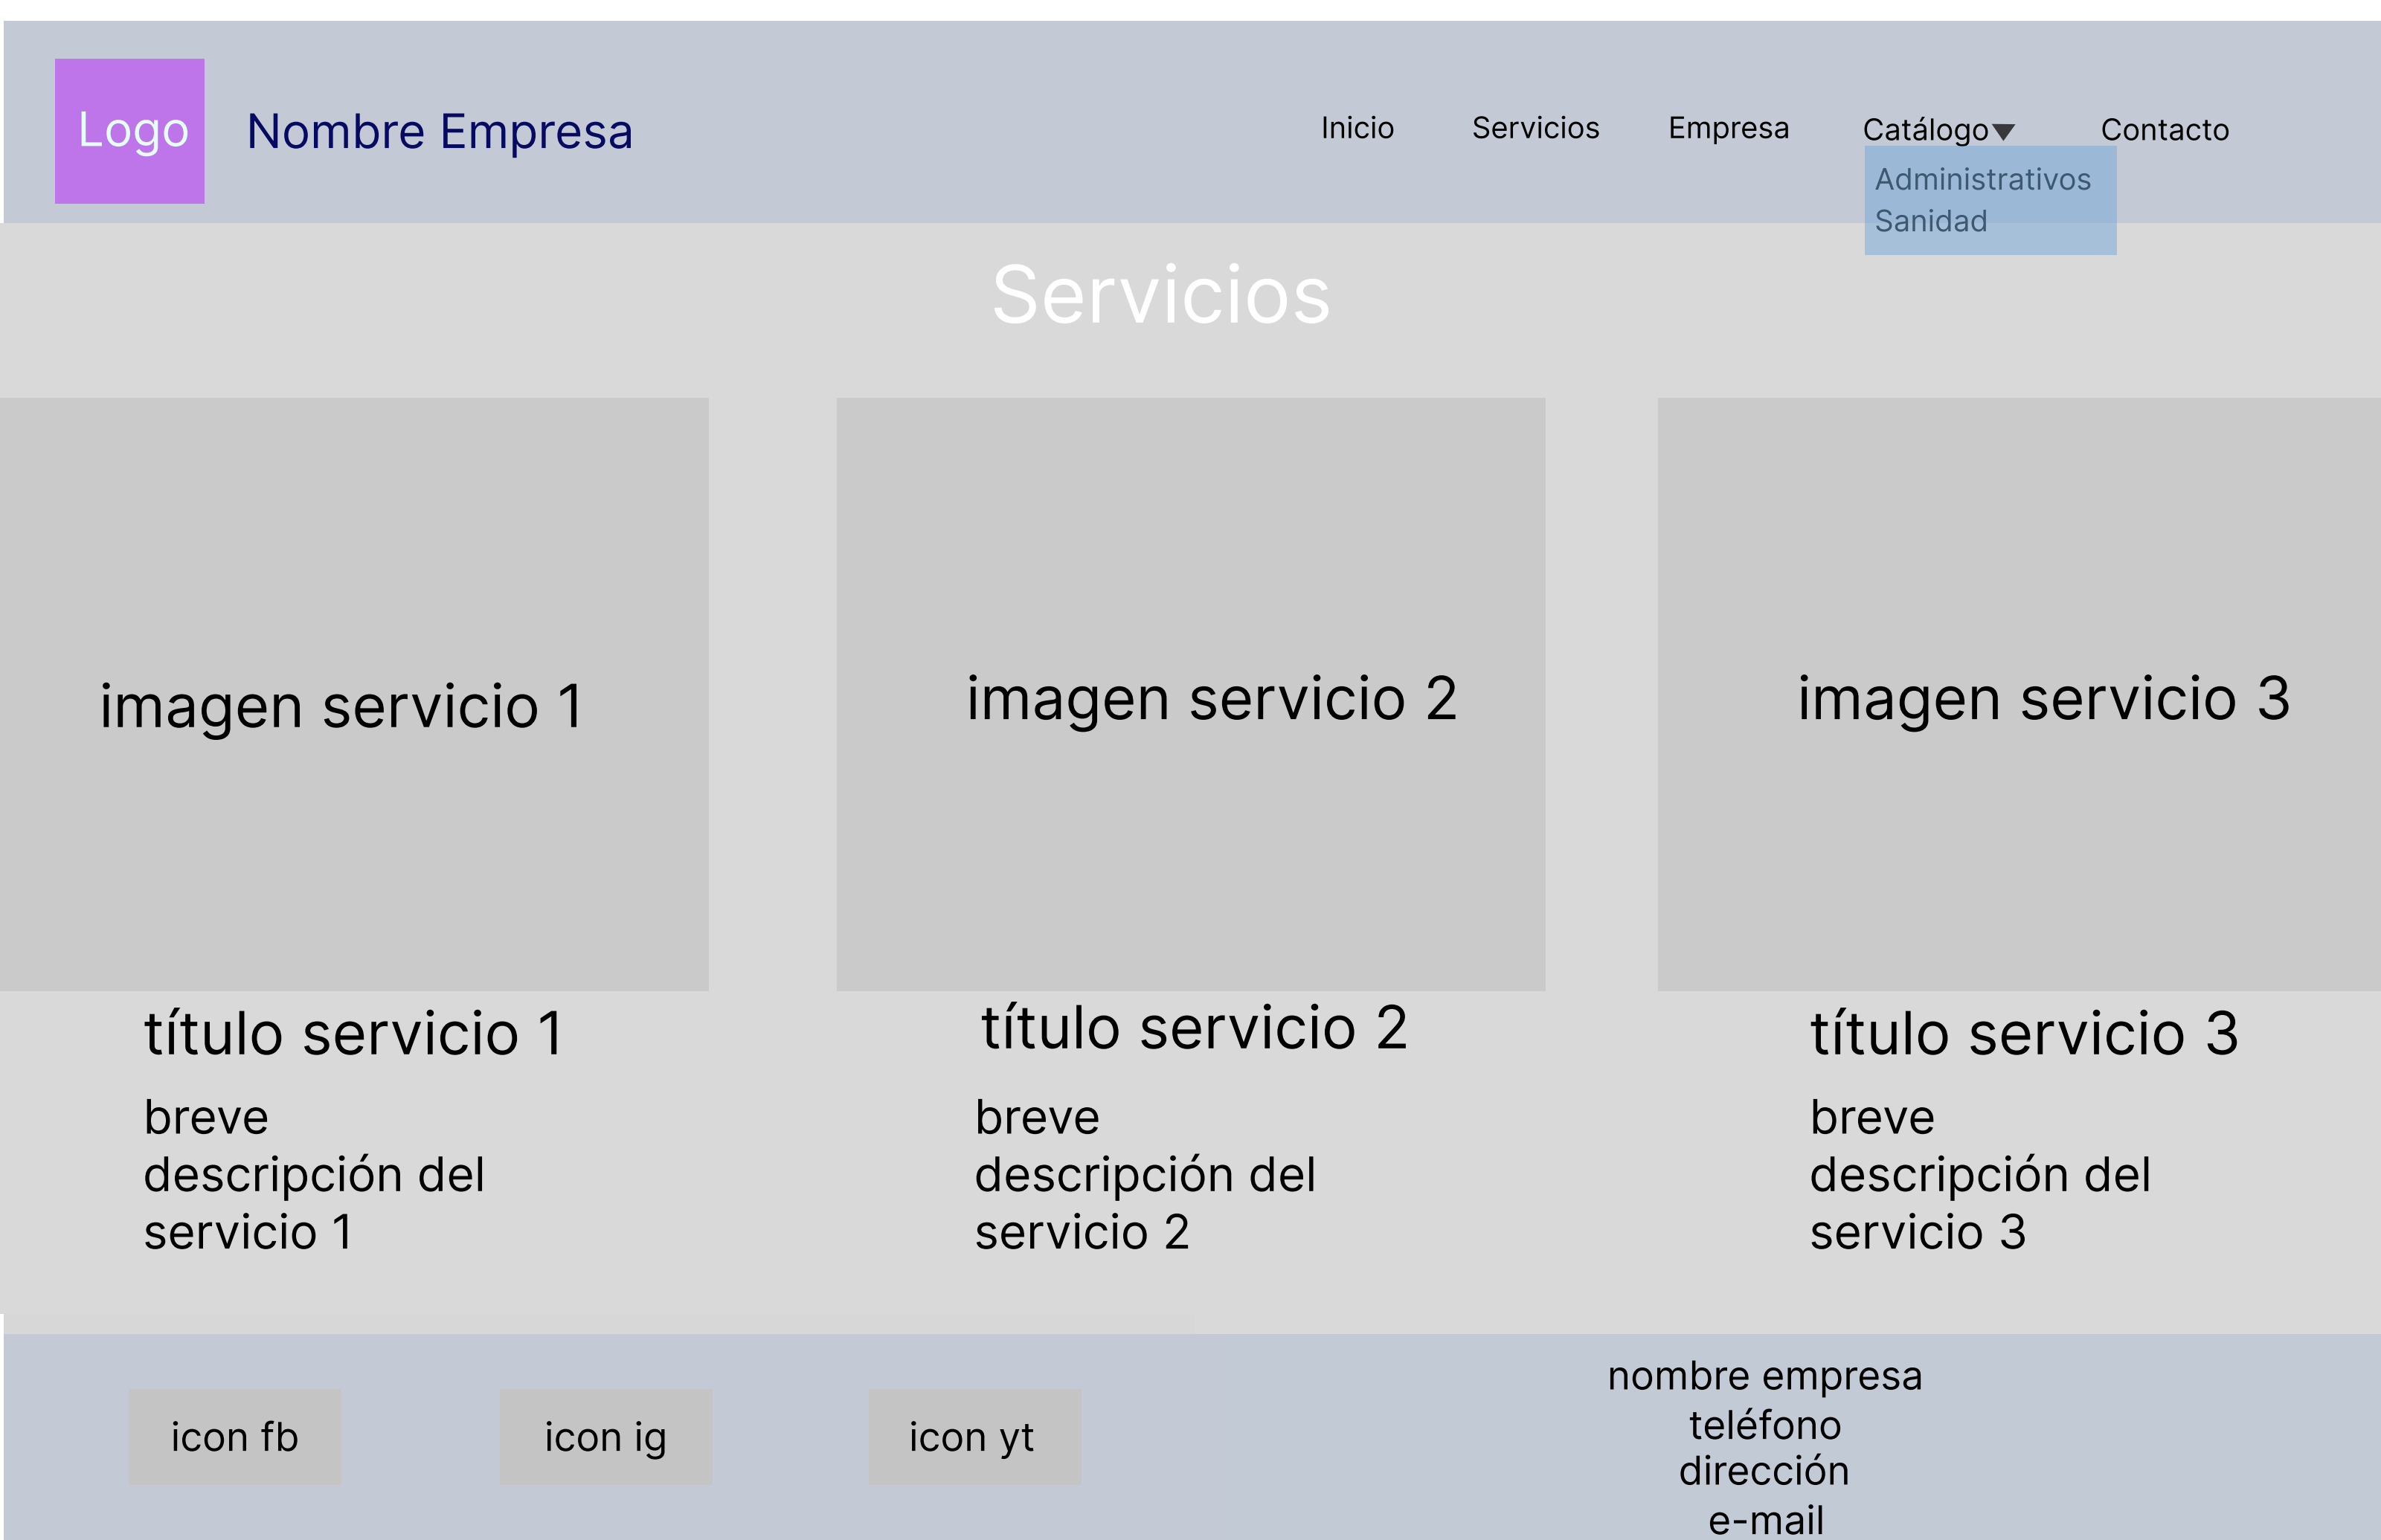 Logo
Nombre Empresa
Inicio
Servicios
Empresa
Catálogo
Contacto
Administrativos
Sanidad
Servicios
imagen servicio 1
imagen servicio 2
imagen servicio 3
título servicio 1
breve
descripción del
servicio 1
título servicio 2
breve
descripción del
servicio 2
título servicio 3
breve
descripción del
servicio 3
icon fb
icon ig
icon yt
nombre empresa
teléfono
dirección
e-mail